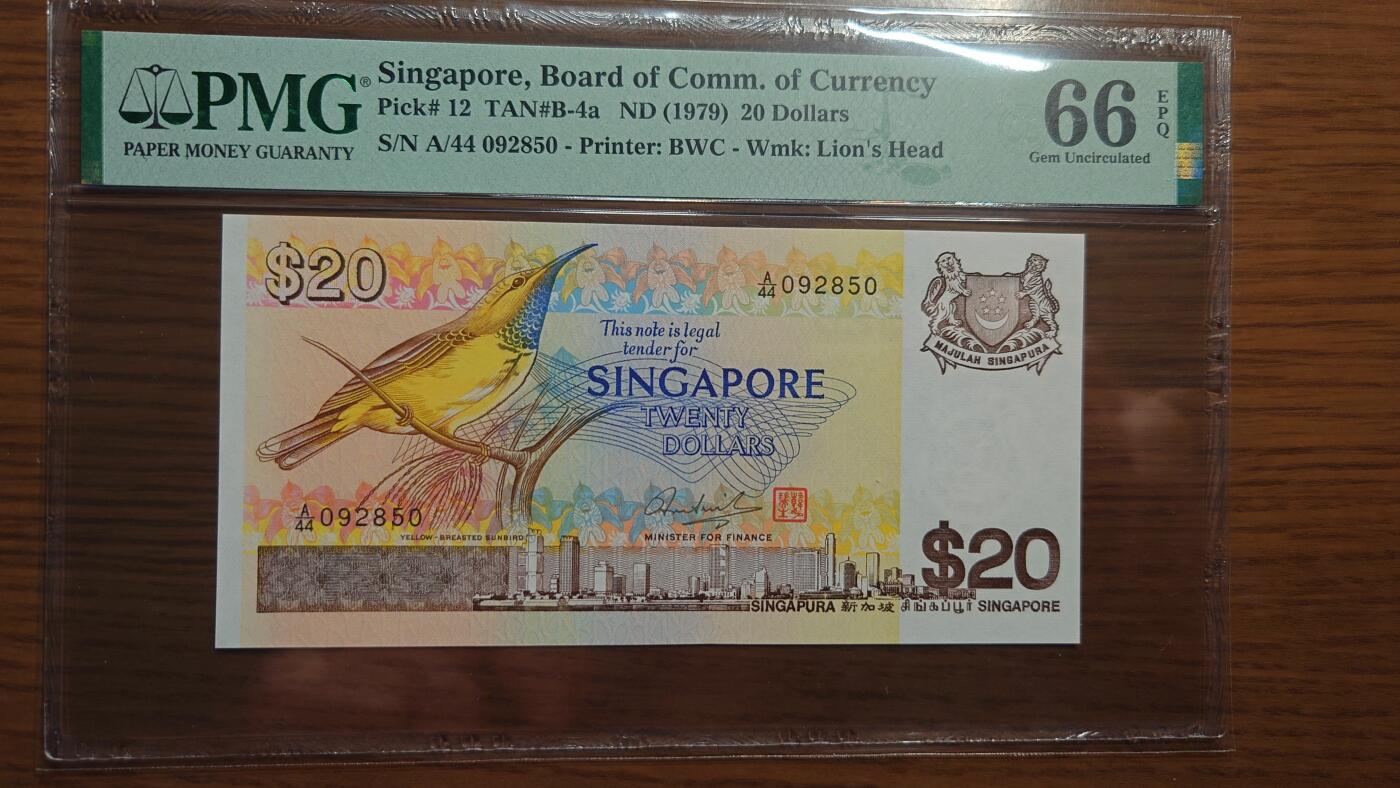 PMG®
PAPER MONEY GUARANTY
Singapore, Board of Comm. of Currency
Pick# 12 TAN#B-4a ND (1979) 20 Dollars
S/N A/44 092850 - Printer: BWC - Wmk: Lion's Head
66 EPQ
Gem Uncirculated
$20
A/44 092850
MAJULAH SINGAPURA
This note is legal
tender for
SINGAPORE
TWENTY
DOLLARS
A/44 092850
YELLOW-BREASTED SUNBIRD
MINISTER FOR FINANCE
$20
SINGAPURA 新加坡 சிங்கப்பூர் SINGAPORE